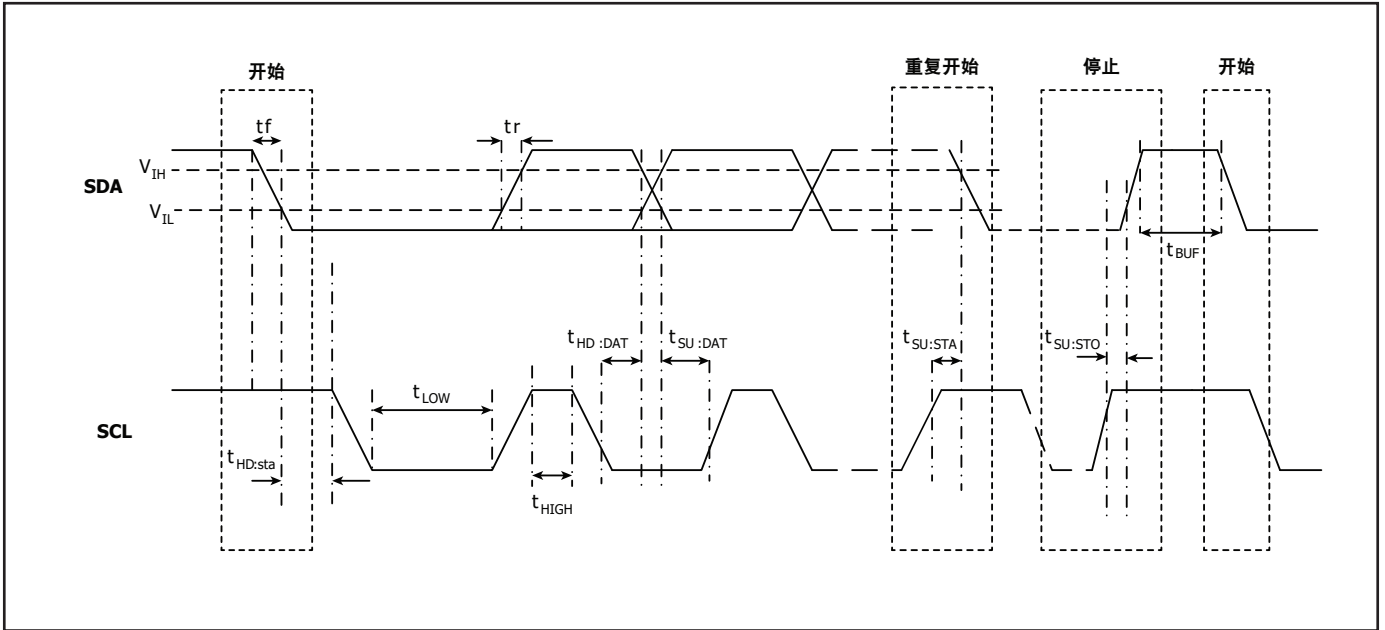 开始
重复开始
停止
开始
tf
tr
V_IH
SDA
V_IL
t_BUF
t_HD :DAT
t_SU :DAT
t_SU:STA
t_SU:STO
t_LOW
SCL
t_HD:sta
t_HIGH